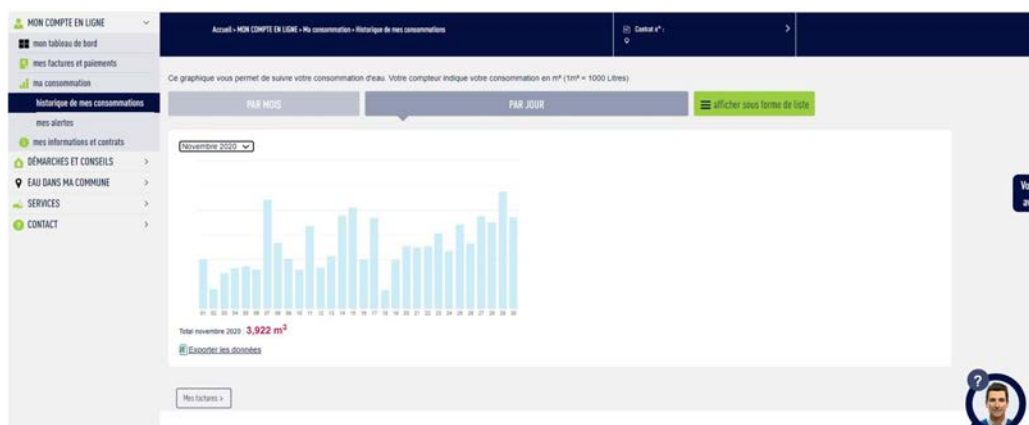 MON COMPTE EN LIGNE
mon tableau de bord
mes factures et paiements
ma consommation
historique de mes consommations
mes alertes
mes informations et contrats
DÉMARCHES ET CONSEILS
EAU DANS MA COMMUNE
SERVICES
CONTACT
Accueil » MON COMPTE EN LIGNE » Ma consommation » Historique de mes consommations
Contrat n° :
Ce graphique vous permet de suivre votre consommation d'eau. Votre compteur indique votre consommation en m³ (1m³ = 1000 Litres)
PAR MOIS
PAR JOUR
afficher sous forme de liste
Novembre 2020
01 02 03 04 05 06 07 08 09 10 11 12 13 14 15 16 17 18 19 20 21 22 23 24 25 26 27 28 29 30
Total novembre 2020 : 3,922 m³
Exporter les données
Mes factures >
Vo
?